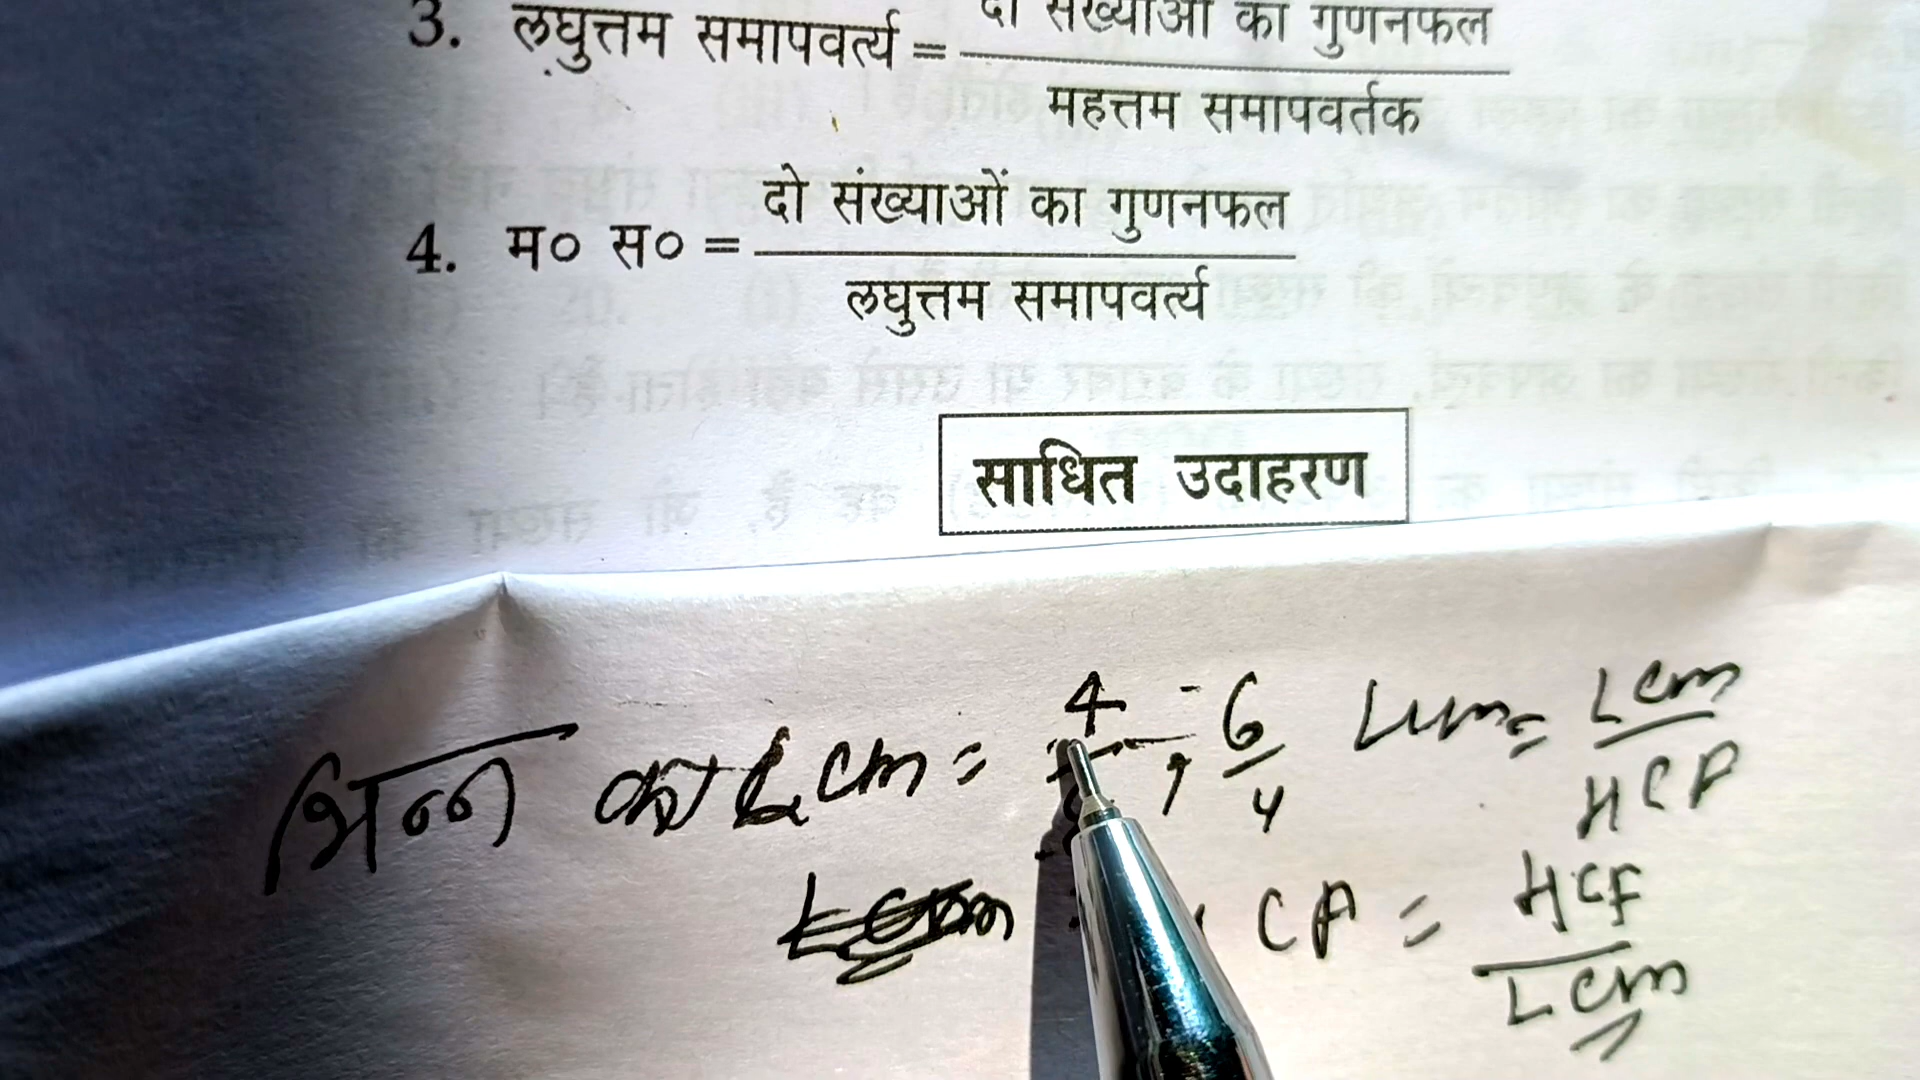 3. लघुत्तम समापवर्त्य = दो संख्याओं का गुणनफल
महत्तम समापवर्तक
4. म० स० = दो संख्याओं का गुणनफल
लघुत्तम समापवर्त्य
साधित उदाहरण
भिन्न का Lcm = 4 , 6/4 Lcm = Lcm/HCF
CF = HCF/Lcm